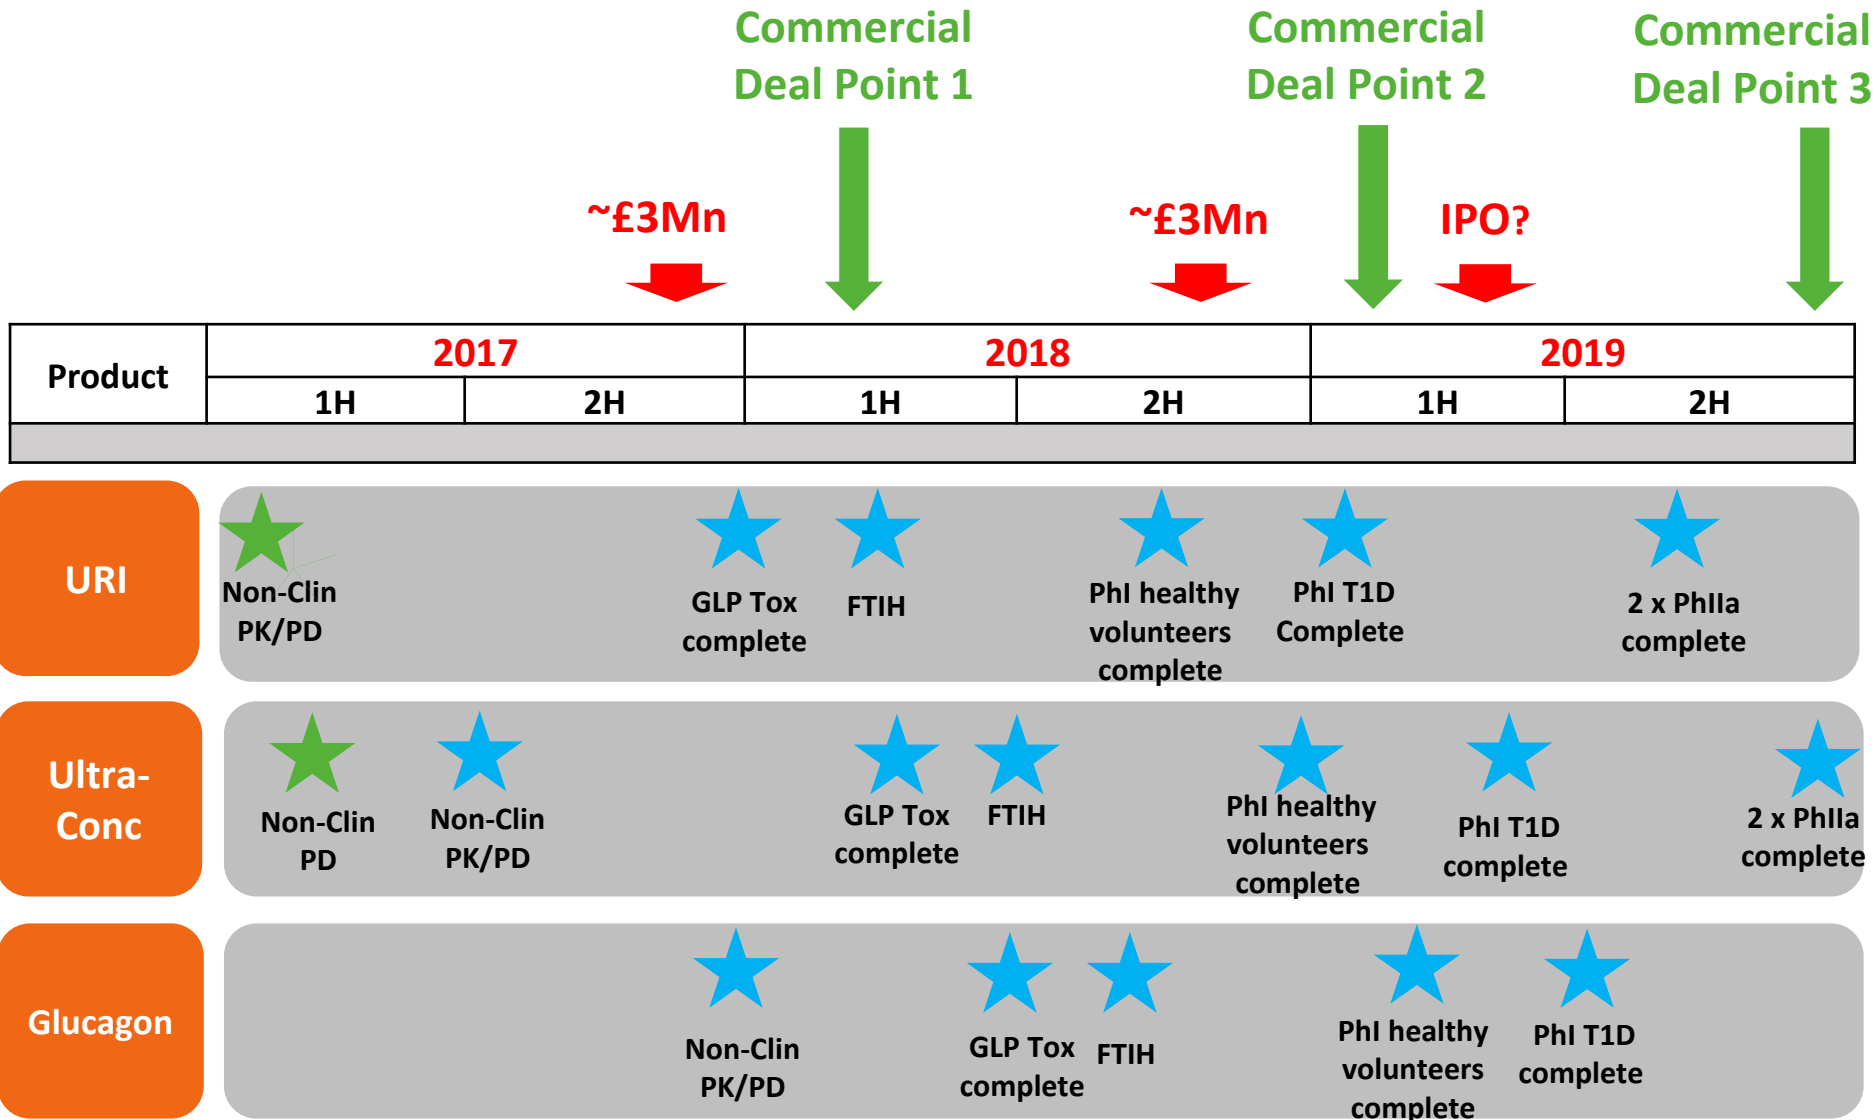 Commercial
Deal Point 1
Commercial
Deal Point 2
Commercial
Deal Point 3
~£3Mn
~£3Mn
IPO?
Product
2017
2018
2019
1H
2H
1H
2H
1H
2H
URI
Non-Clin
PK/PD
GLP Tox
complete
FTIH
PhI healthy
volunteers
complete
PhI T1D
Complete
2 x PhIIa
complete
Ultra-
Conc
Non-Clin
PD
Non-Clin
PK/PD
GLP Tox
complete
FTIH
PhI healthy
volunteers
complete
PhI T1D
complete
2 x PhIIa
complete
Glucagon
Non-Clin
PK/PD
GLP Tox
complete
FTIH
PhI healthy
volunteers
complete
PhI T1D
complete